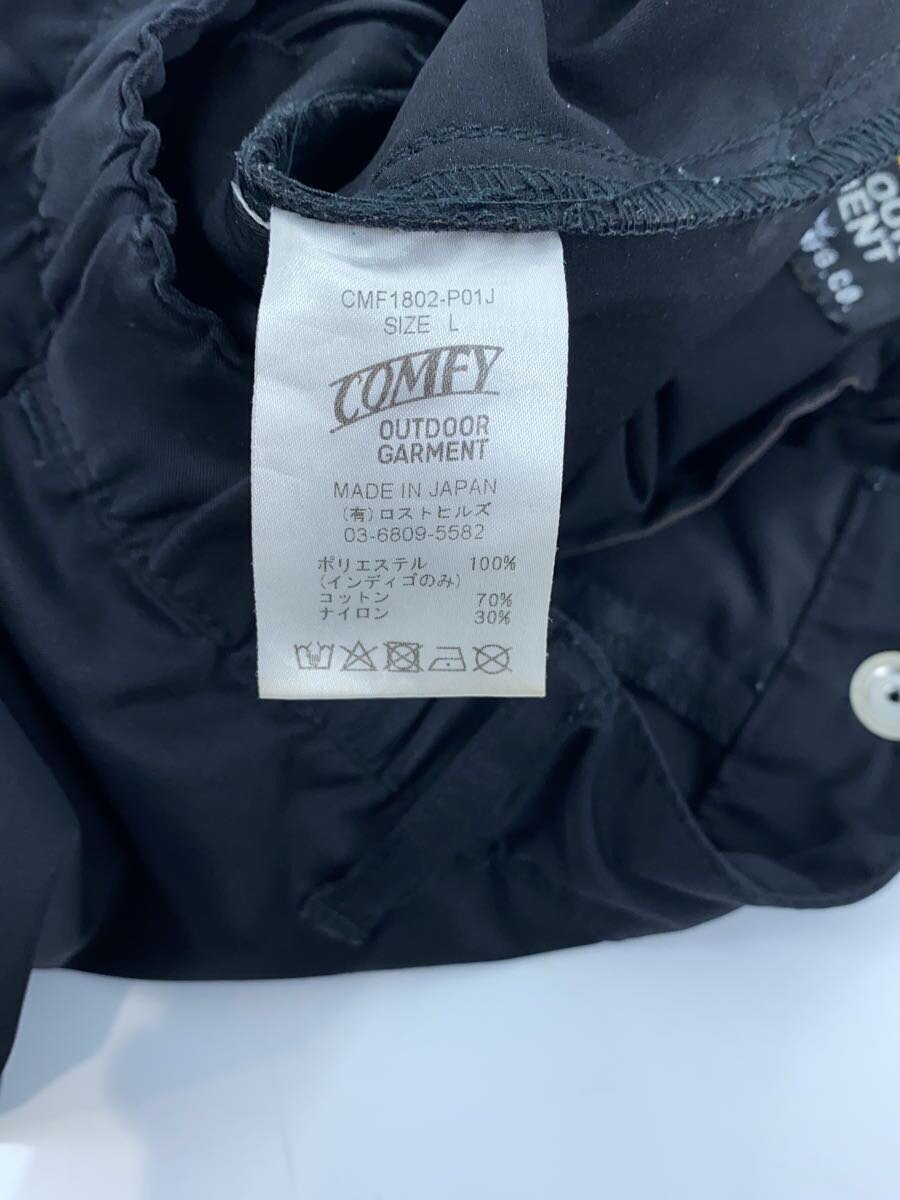 CMF1802-P01J
SIZE L
COMFY
OUTDOOR
GARMENT
MADE IN JAPAN
(有)ロストヒルズ
03-6809-5582
ポリエステル 100%
(インディゴのみ)
コットン 70%
ナイロン 30%